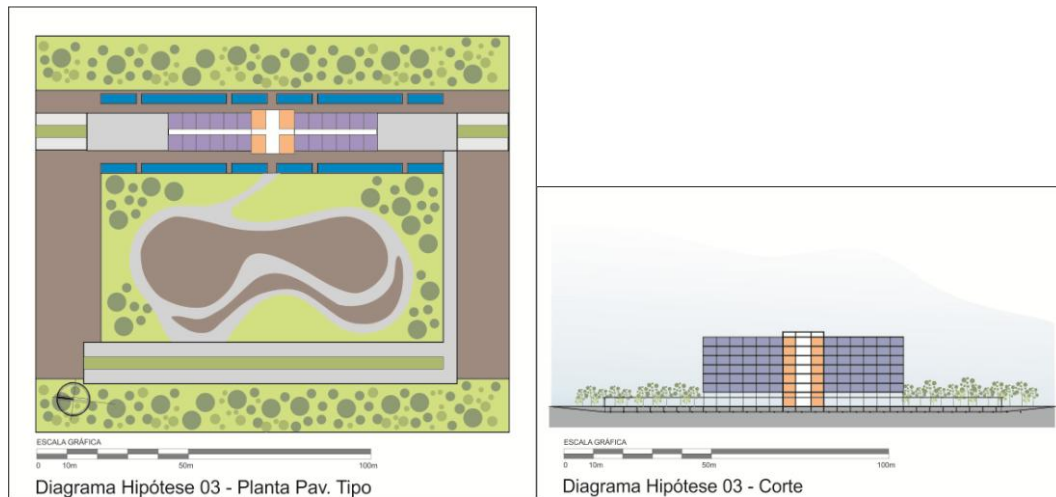 ESCALA GRÁFICA
0 10m 50m 100m
Diagrama Hipótese 03 - Planta Pav. Tipo
ESCALA GRÁFICA
0 10m 50m 100m
Diagrama Hipótese 03 - Corte